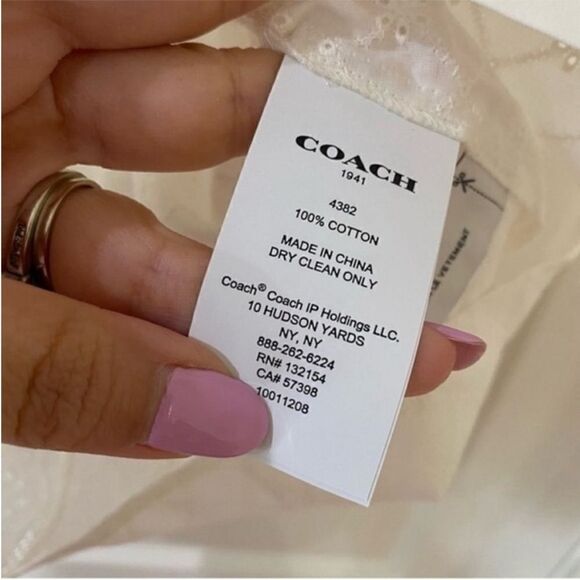 COACH
1941
4382
100% COTTON
MADE IN CHINA
DRY CLEAN ONLY
Coach® Coach IP Holdings LLC.
10 HUDSON YARDS
NY, NY
888-262-6224
RN# 132154
CA# 57398
10011208
VETEMENT